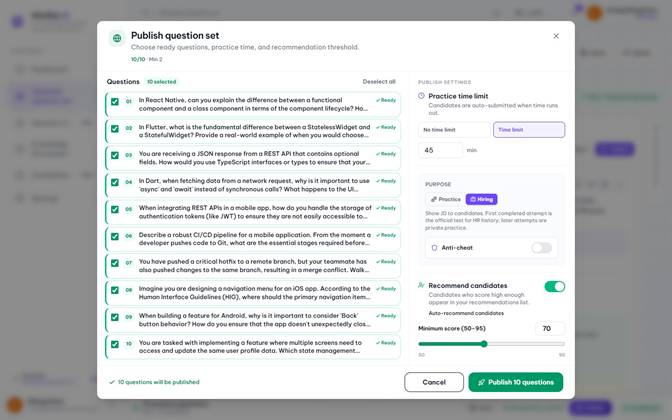 Publish question set
Choose ready questions, practice time, and recommendation threshold.
10/10 · Min 2
Questions 10 selected Deselect all
01 In React Native, can you explain the difference between a functional ✓ Ready
component and a class component in terms of the component lifecycle? Ho...
02 In Flutter, what is the fundamental difference between a StatelessWidget and ✓ Ready
a StatefulWidget? Provide a real-world example of when you would choose...
03 You are receiving a JSON response from a REST API that contains optional ✓ Ready
fields. How would you use TypeScript interfaces or types to ensure that your...
04 In Dart, when fetching data from a network request, why is it important to use ✓ Ready
'async' and 'await' instead of synchronous calls? What happens to the UI...
05 When integrating REST APIs in a mobile app, how do you handle the storage of ✓ Ready
authentication tokens (like JWT) to ensure they are not easily accessible to...
06 Describe a robust CI/CD pipeline for a mobile application. From the moment a ✓ Ready
developer pushes code to Git, what are the essential stages required before...
07 You have pushed a critical hotfix to a remote branch, but your teammate has ✓ Ready
also pushed changes to the same branch, resulting in a merge conflict. Walk...
08 Imagine you are designing a navigation menu for an iOS app. According to the ✓ Ready
Human Interface Guidelines (HIG), where should the primary navigation item...
09 When building a feature for Android, why is it important to consider 'Back' ✓ Ready
button behavior? How do you ensure that the app doesn't unexpectedly clos...
10 You are tasked with implementing a feature where multiple screens need to ✓ Ready
access and update the same user profile data. Which state management...
PUBLISH SETTINGS
Practice time limit
Candidates are auto-submitted when time runs
out.
No time limit Time limit
45 min
PURPOSE
Practice Hiring
Show JD to candidates. First completed attempt is
the official test for HR history; later attempts are
private practice.
Anti-cheat
Recommend candidates
Candidates who score high enough
appear in your recommendations list.
Auto-recommend candidates
Minimum score (50–95) 70
50 95
✓ 10 questions will be published
Cancel Publish 10 questions